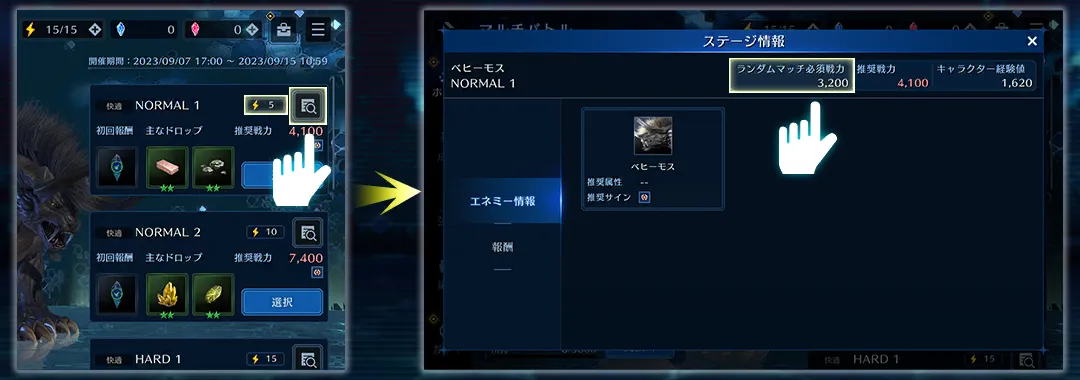 15/15
0
0
開催期間：2023/09/07 17:00 ～ 2023/09/15 10:59
快適 NORMAL 1 5
初回報酬 主なドロップ 推奨戦力 4,100
快適 NORMAL 2 10
初回報酬 主なドロップ 推奨戦力 7,400
選択
快適 HARD 1 15
マルチバトル
ステージ情報
ベヒーモス
NORMAL 1
ランダムマッチ必須戦力 推奨戦力 キャラクター経験値
3,200 4,100 1,620
ベヒーモス
推奨属性 --
推奨サイン
エネミー情報
報酬
快適 HARD 1 15